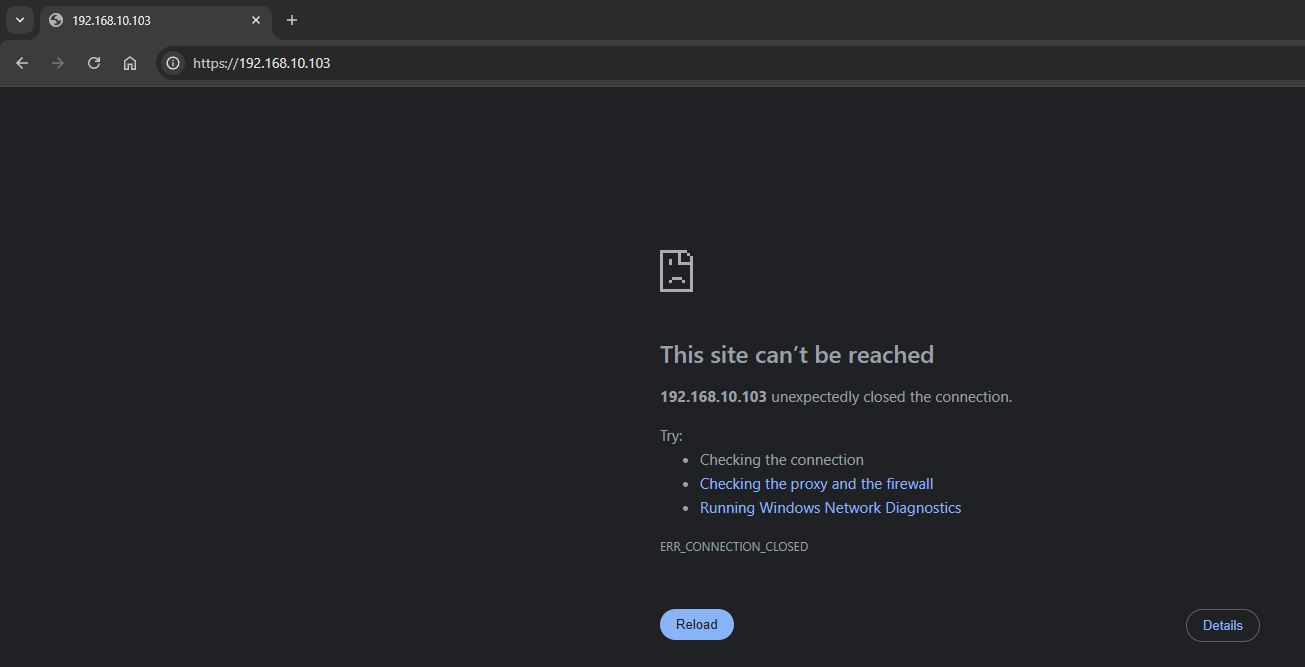 192.168.10.103
https://192.168.10.103
This site can’t be reached
192.168.10.103 unexpectedly closed the connection.
Try:
• Checking the connection
• Checking the proxy and the firewall
• Running Windows Network Diagnostics
ERR_CONNECTION_CLOSED
Reload
Details